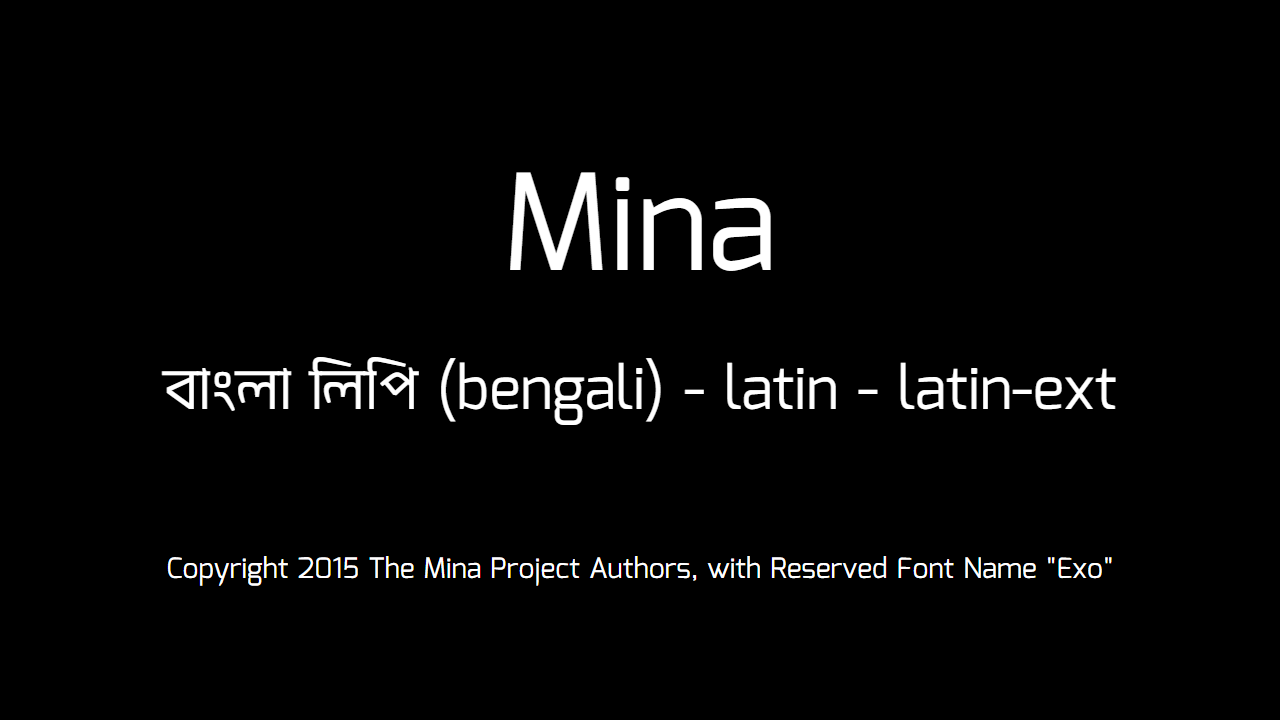 Mina
বাংলা লিপি (bengali) - latin - latin-ext
Copyright 2015 The Mina Project Authors, with Reserved Font Name "Exo"